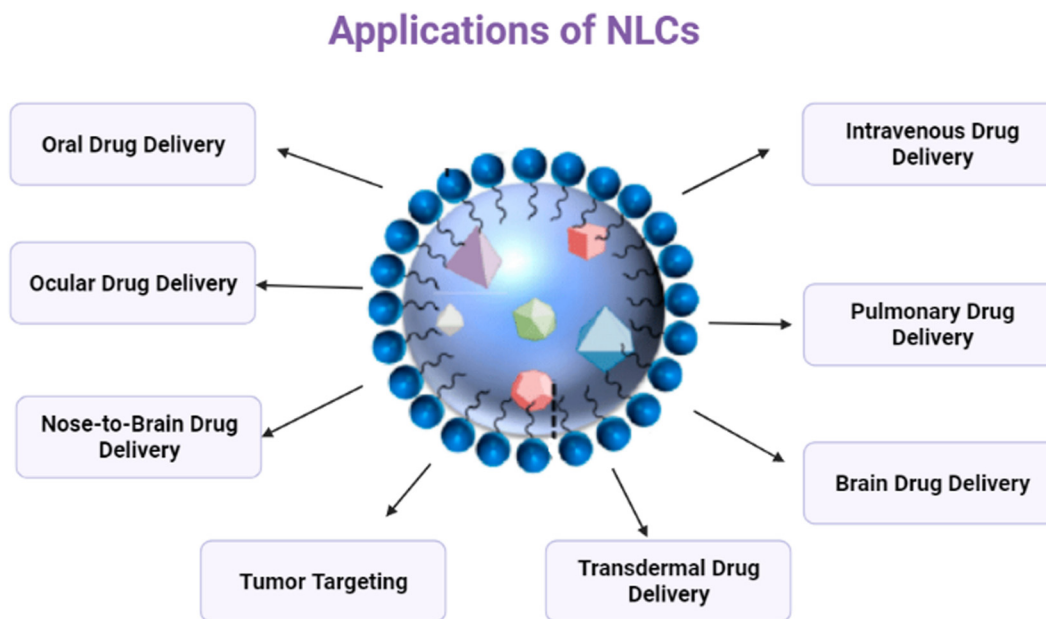 Applications of NLCs
Oral Drug Delivery
Intravenous Drug
Delivery
Ocular Drug Delivery
Pulmonary Drug
Delivery
Nose-to-Brain Drug
Delivery
Brain Drug Delivery
Tumor Targeting
Transdermal Drug
Delivery